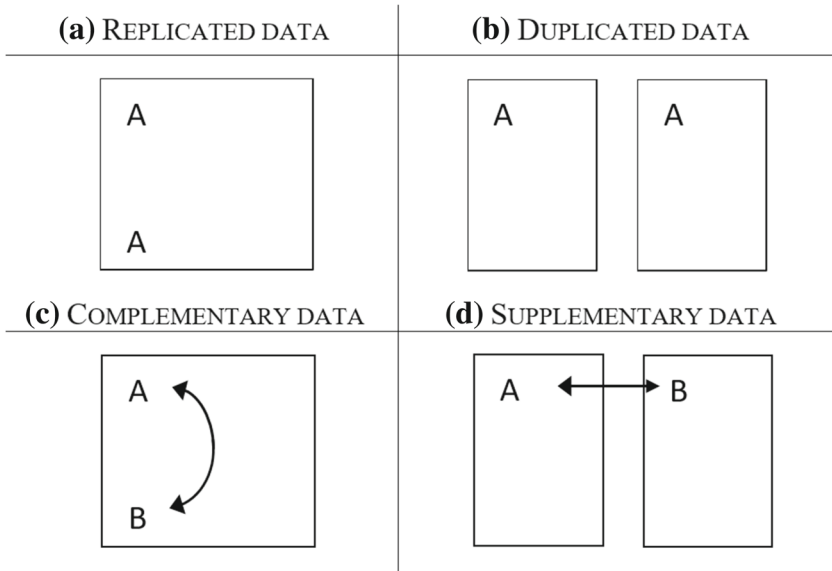 (a) REPLICATED DATA
(b) DUPLICATED DATA
A
A
A
A
(c) COMPLEMENTARY DATA
(d) SUPPLEMENTARY DATA
A
B
A
B